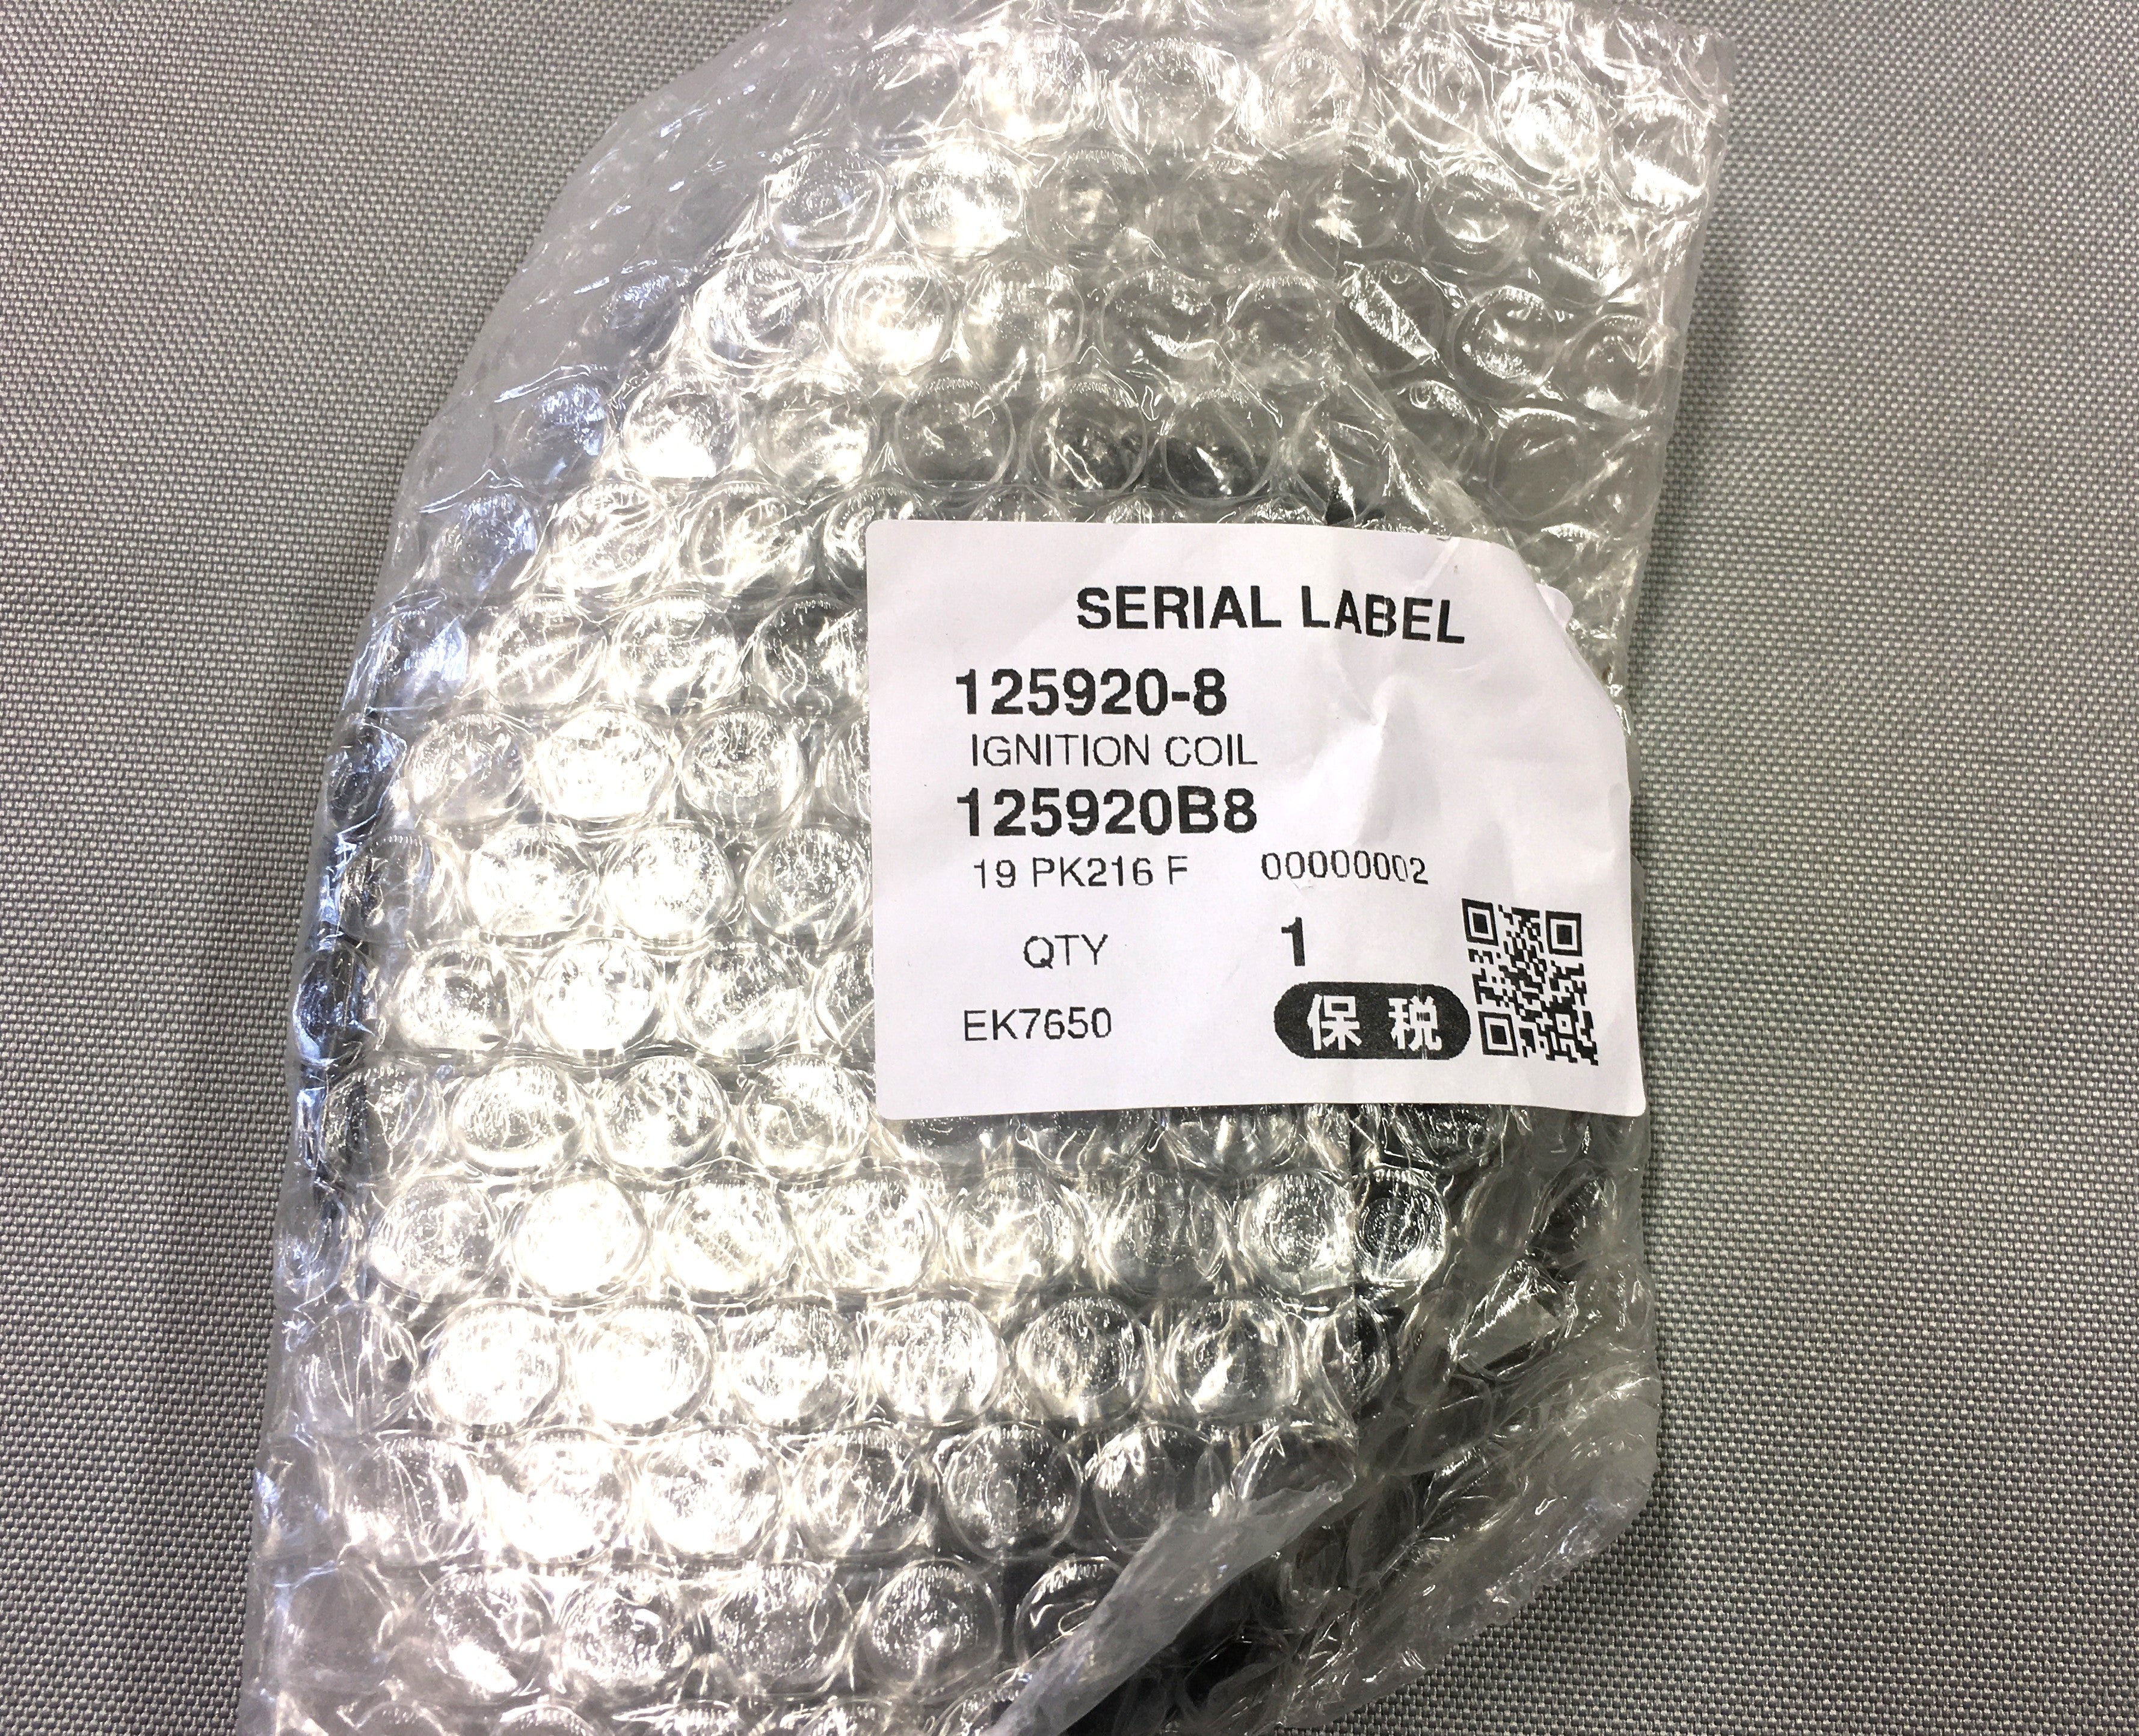 SERIAL LABEL
125920-8
IGNITION COIL
125920B8
19 PK216 F 00000002
QTY 1
EK7650 保税